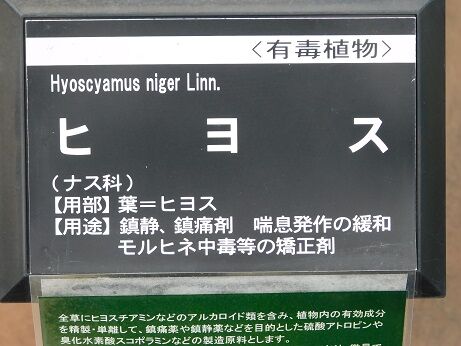 〈有毒植物〉
Hyoscyamus niger Linn.
ヒヨス
(ナス科)
【用部】葉＝ヒヨス
【用途】鎮静、鎮痛剤 喘息発作の緩和
モルヒネ中毒等の矯正剤
全草にヒヨスチアミンなどのアルカロイド類を含み、植物内の有効成分
を精製・単離して、鎮痛薬や鎮静薬などを目的とした硫酸アトロピンや
臭化水素酸スコポラミンなどの製造原料とします。